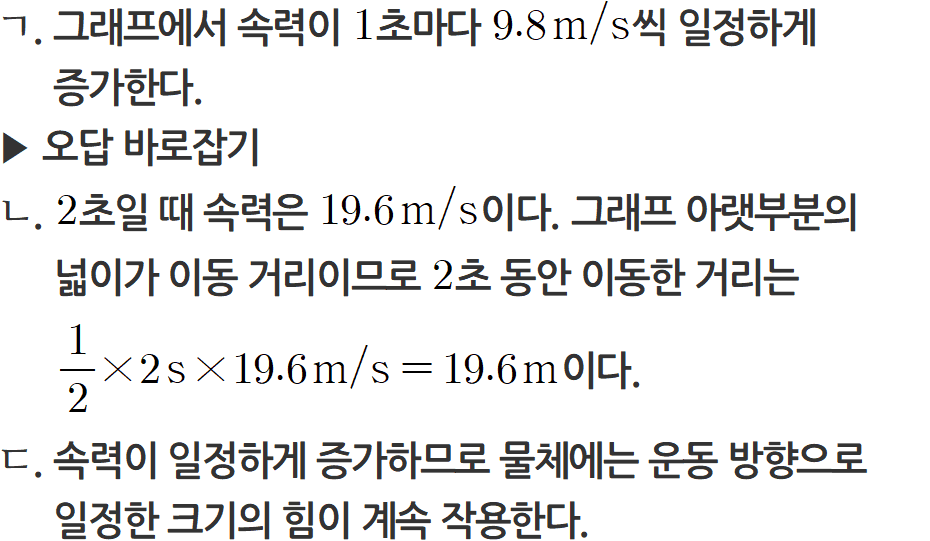 ㄱ. 그래프에서 속력이 1초마다 9.8 m/s씩 일정하게
증가한다.
▶ 오답 바로잡기
ㄴ. 2초일 때 속력은 19.6 m/s이다. 그래프 아랫부분의
넓이가 이동 거리이므로 2초 동안 이동한 거리는
1/2 × 2 s × 19.6 m/s = 19.6 m이다.
ㄷ. 속력이 일정하게 증가하므로 물체에는 운동 방향으로
일정한 크기의 힘이 계속 작용한다.